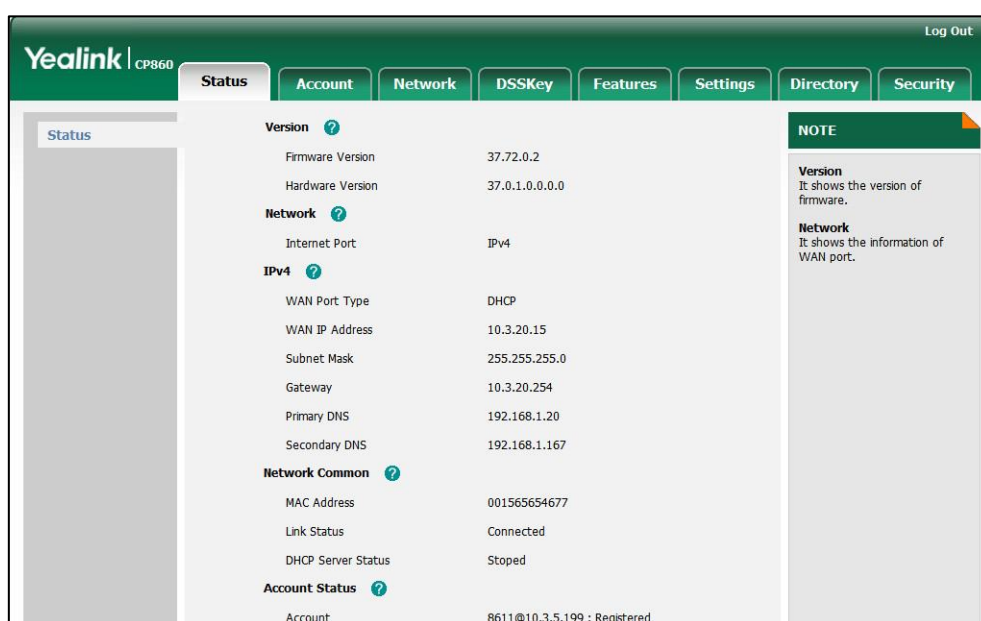 Log Out
Yealink | CP860
Status Account Network DSSKey Features Settings Directory Security
Status
Version ?
Firmware Version 37.72.0.2
Hardware Version 37.0.1.0.0.0.0
Network ?
Internet Port IPv4
IPv4 ?
WAN Port Type DHCP
WAN IP Address 10.3.20.15
Subnet Mask 255.255.255.0
Gateway 10.3.20.254
Primary DNS 192.168.1.20
Secondary DNS 192.168.1.167
Network Common ?
MAC Address 001565654677
Link Status Connected
DHCP Server Status Stoped
Account Status ?
Account 8611@10.3.5.199 : Registered
NOTE
Version
It shows the version of
firmware.
Network
It shows the information of
WAN port.